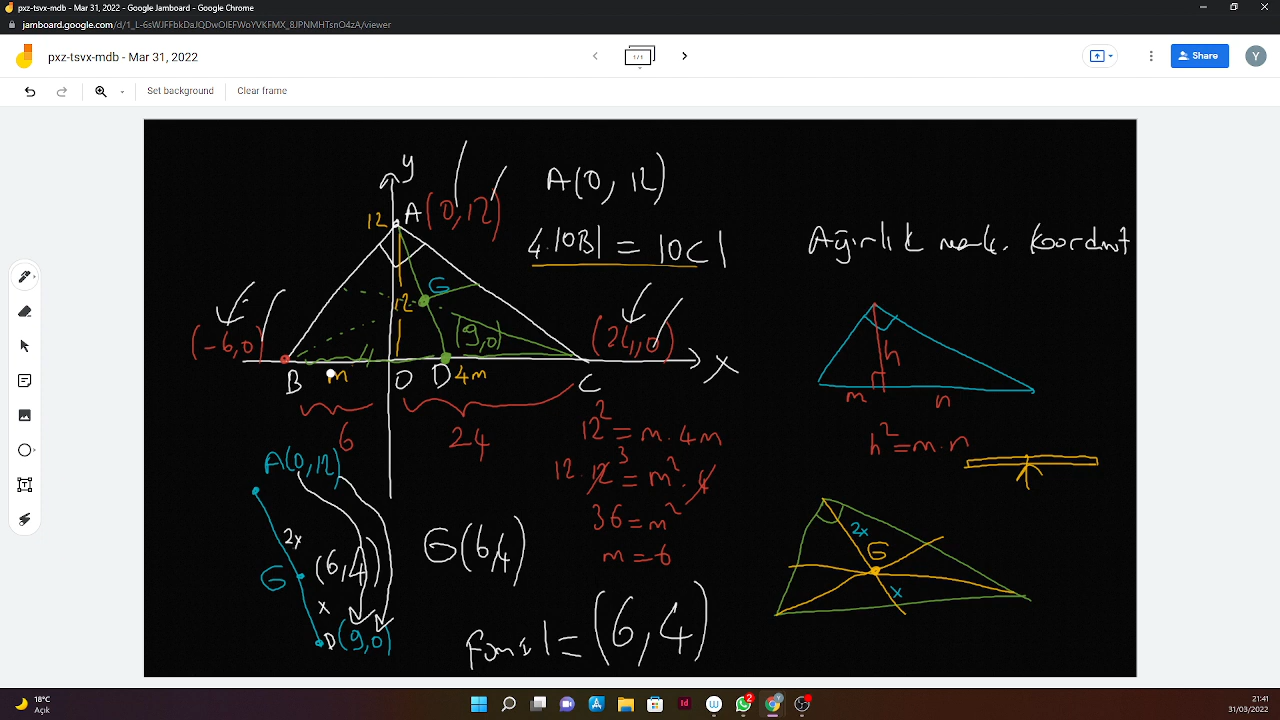 pxz-tsvx-mdb - Mar 31, 2022 - Google Jamboard - Google Chrome
jamboard.google.com/d/1_L-6sWJFFbkDaJQDwOIEFWoYVKFMX_8JPNMHTsnO4zA/viewer
pxz-tsvx-mdb - Mar 31, 2022
1/1
Share
Y
Set background
Clear frame
y
A(0, 12)
12 A(0,12)
4.|OB| = |OC|
Ağırlık merk. Koordinat
G
12
(-6,0)
(9,0)
(24,0)
x
B m O D 4m C
6
24
h
m n
h² = m.n
12² = m.4m
12.12³ = m².4
36 = m²
m = 6
A(0,12)
2x
G (6,4)
x
D(9,0)
G(6,4)
2x
G
x
= (6,4)
18°C
Açık
2
21:41
31/03/2022